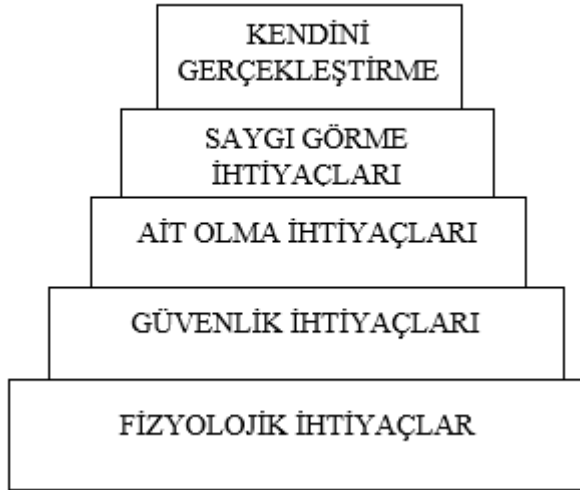 KENDİNİ
GERÇEKLEŞTİRME
SAYGI GÖRME
İHTİYAÇLARI
AİT OLMA İHTİYAÇLARI
GÜVENLİK İHTİYAÇLARI
FİZYOLOJİK İHTİYAÇLAR